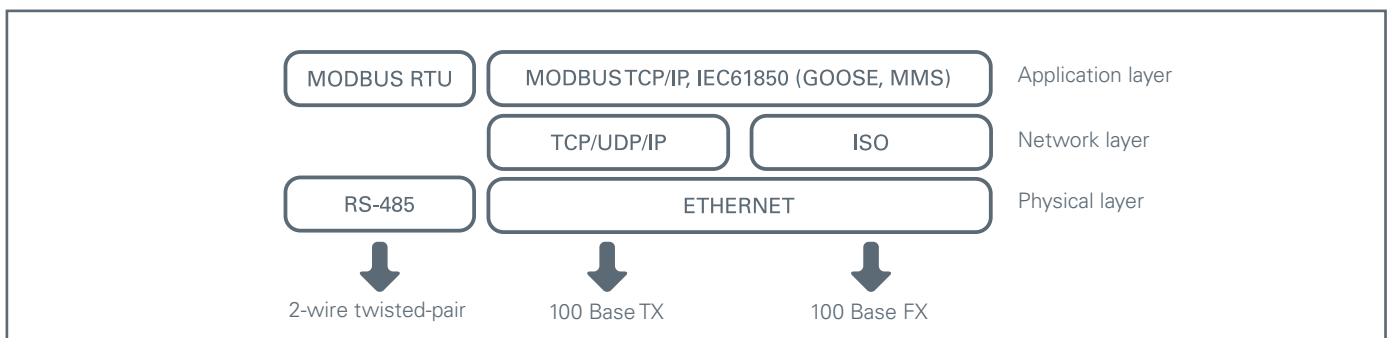 MODBUS RTU
MODBUS TCP/IP, IEC61850 (GOOSE, MMS)
Application layer
TCP/UDP/IP
ISO
Network layer
RS-485
ETHERNET
Physical layer
2-wire twisted-pair
100 Base TX
100 Base FX